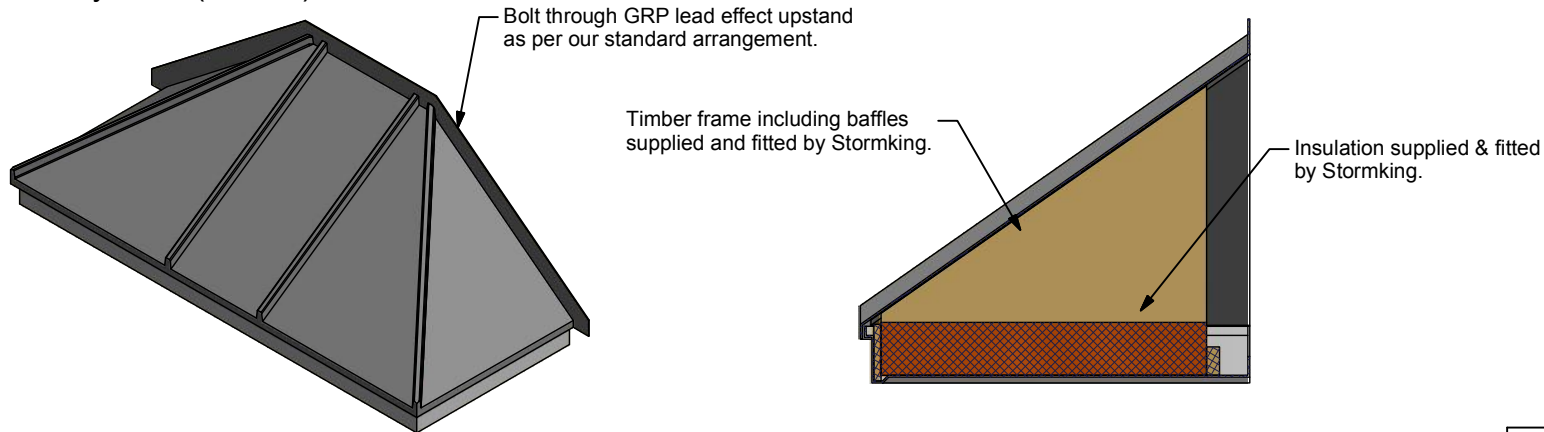 Bolt through GRP lead effect upstand
as per our standard arrangement.
Timber frame including baffles
supplied and fitted by Stormking.
Insulation supplied & fitted
by Stormking.